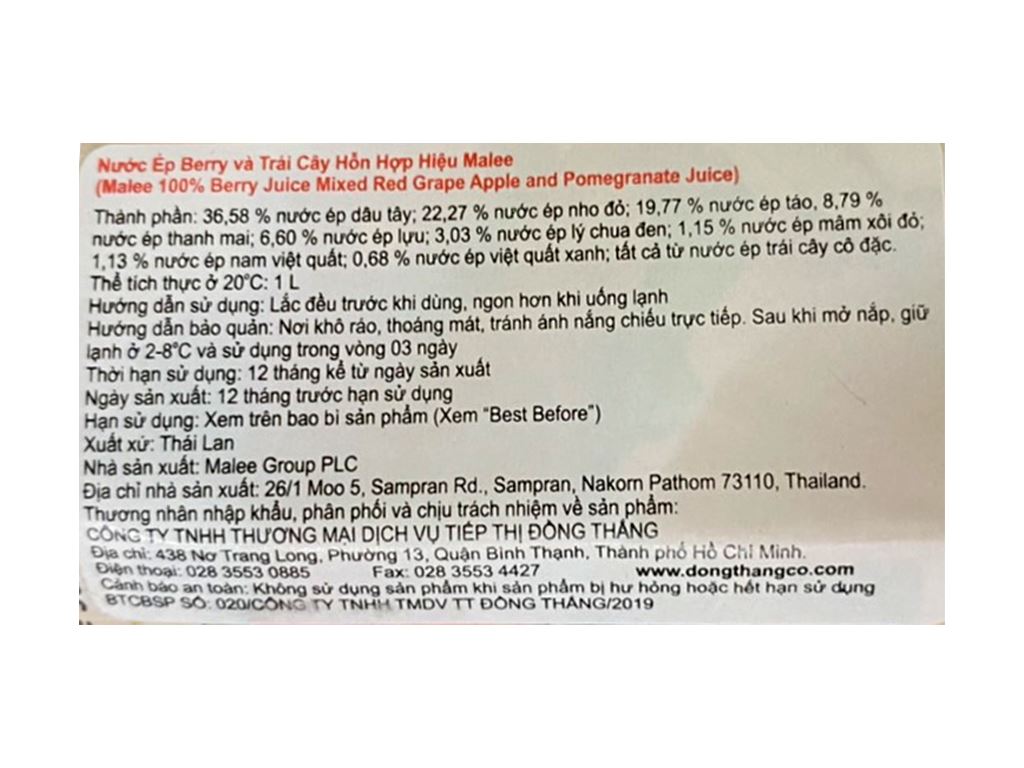 Nước Ép Berry và Trái Cây Hỗn Hợp Hiệu Malee
(Malee 100% Berry Juice Mixed Red Grape Apple and Pomegranate Juice)
Thành phần: 36,58 % nước ép dâu tây; 22,27 % nước ép nho đỏ; 19,77 % nước ép táo, 8,79 %
nước ép thanh mai; 6,60 % nước ép lựu; 3,03 % nước ép lý chua đen; 1,15 % nước ép mâm xôi đỏ;
1,13 % nước ép nam việt quất; 0,68 % nước ép việt quất xanh; tất cả từ nước ép trái cây cô đặc.
Thể tích thực ở 20°C: 1 L
Hướng dẫn sử dụng: Lắc đều trước khi dùng, ngon hơn khi uống lạnh
Hướng dẫn bảo quản: Nơi khô ráo, thoáng mát, tránh ánh nắng chiếu trực tiếp. Sau khi mở nắp, giữ
lạnh ở 2-8°C và sử dụng trong vòng 03 ngày
Thời hạn sử dụng: 12 tháng kể từ ngày sản xuất
Ngày sản xuất: 12 tháng trước hạn sử dụng
Hạn sử dụng: Xem trên bao bì sản phẩm (Xem “Best Before”)
Xuất xứ: Thái Lan
Nhà sản xuất: Malee Group PLC
Địa chỉ nhà sản xuất: 26/1 Moo 5, Sampran Rd., Sampran, Nakorn Pathom 73110, Thailand.
Thương nhân nhập khẩu, phân phối và chịu trách nhiệm về sản phẩm:
CÔNG TY TNHH THƯƠNG MẠI DỊCH VỤ TIẾP THỊ ĐÔNG THĂNG
Địa chỉ: 438 Nơ Trang Long, Phường 13, Quận Bình Thạnh, Thành phố Hồ Chí Minh.
Điện thoại: 028 3553 0885 Fax: 028 3553 4427 www.dongthangco.com
Cảnh báo an toàn: Không sử dụng sản phẩm khi sản phẩm bị hư hỏng hoặc hết hạn sử dụng
BTCBSP SỐ: 020/CÔNG TY TNHH TMDV TT ĐÔNG THĂNG/2019